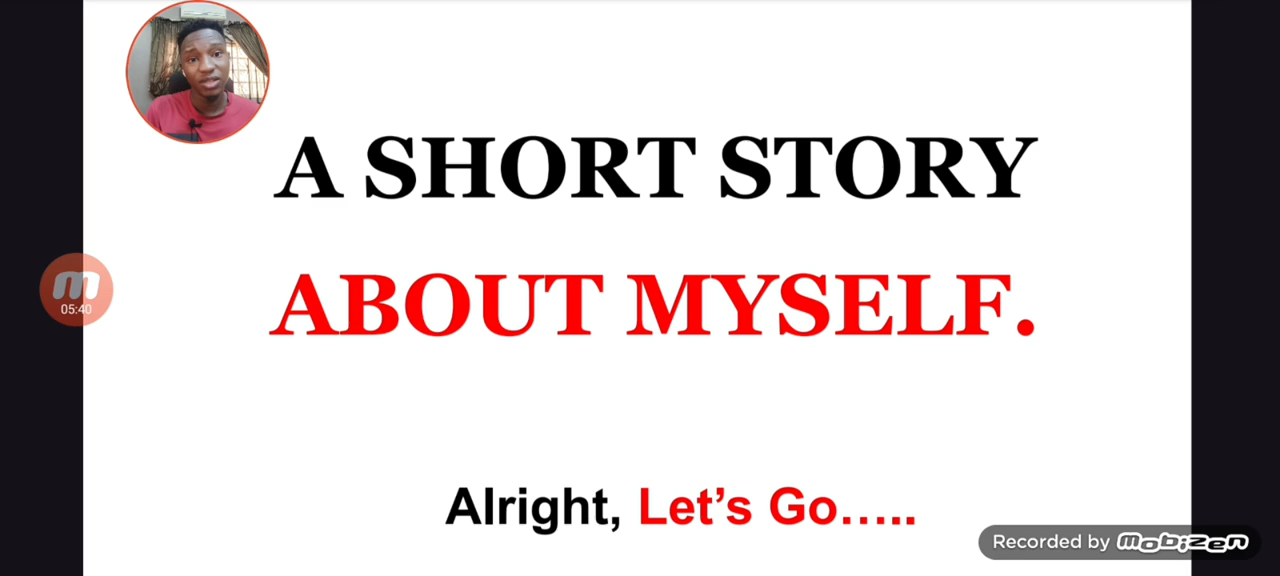 A SHORT STORY
ABOUT MYSELF.
05:40
Alright, Let’s Go…..
Recorded by mobizen